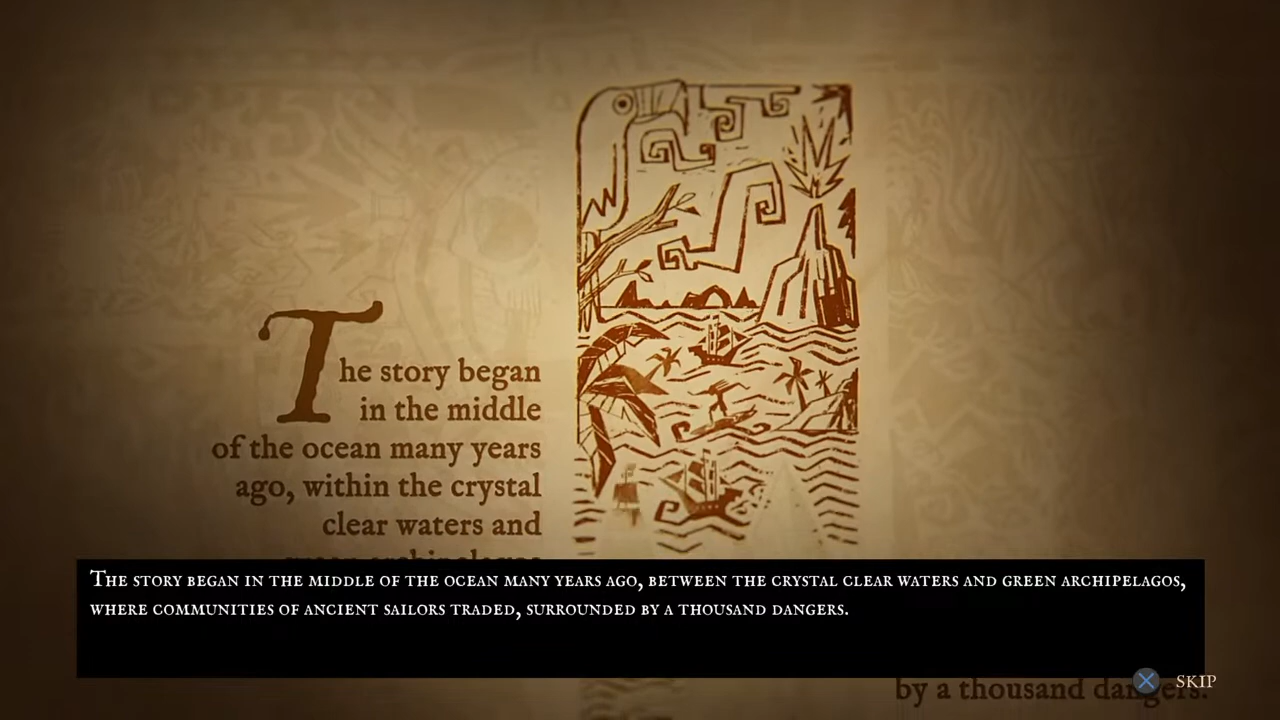 The story began
in the middle
of the ocean many years
ago, within the crystal
clear waters and
green archipelagos
THE STORY BEGAN IN THE MIDDLE OF THE OCEAN MANY YEARS AGO, BETWEEN THE CRYSTAL CLEAR WATERS AND GREEN ARCHIPELAGOS,
WHERE COMMUNITIES OF ANCIENT SAILORS TRADED, SURROUNDED BY A THOUSAND DANGERS.
SKIP
by a thousand dangers.